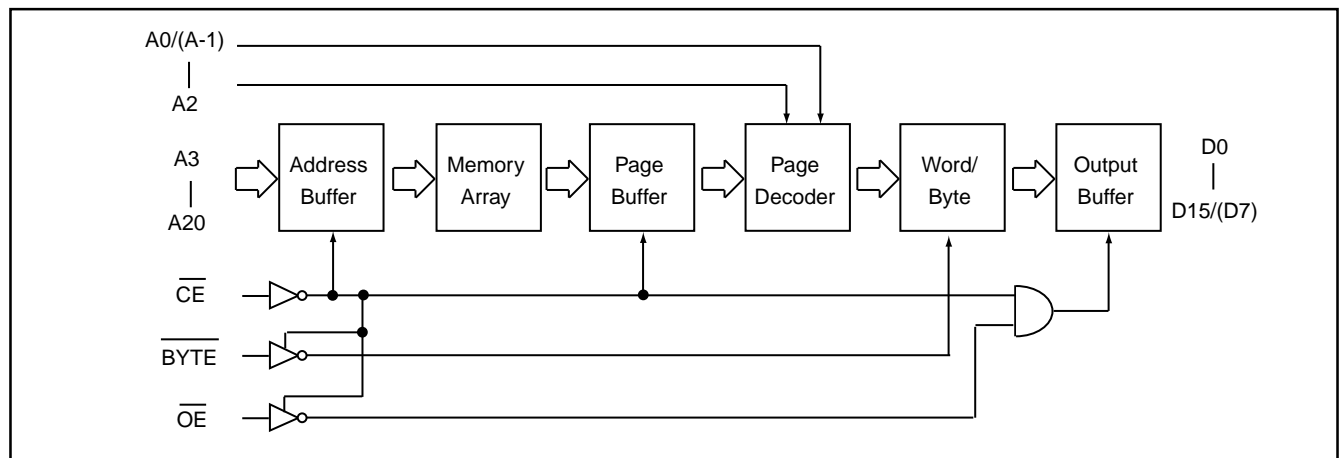 A0/(A-1)
A2
A3
A20
Address
Buffer
Memory
Array
Page
Buffer
Page
Decoder
Word/
Byte
Output
Buffer
D0
D15/(D7)
CE
BYTE
OE